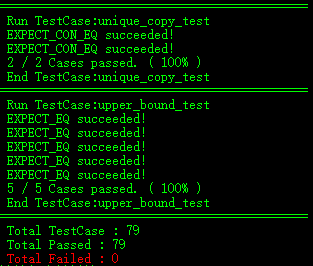 Run TestCase:unique_copy_test
EXPECT_CON_EQ succeeded!
EXPECT_CON_EQ succeeded!
2 / 2 Cases passed. ( 100% )
End TestCase:unique_copy_test
Run TestCase:upper_bound_test
EXPECT_EQ succeeded!
EXPECT_EQ succeeded!
EXPECT_EQ succeeded!
EXPECT_EQ succeeded!
EXPECT_EQ succeeded!
5 / 5 Cases passed. ( 100% )
End TestCase:upper_bound_test
Total TestCase : 79
Total Passed : 79
Total Failed : 0